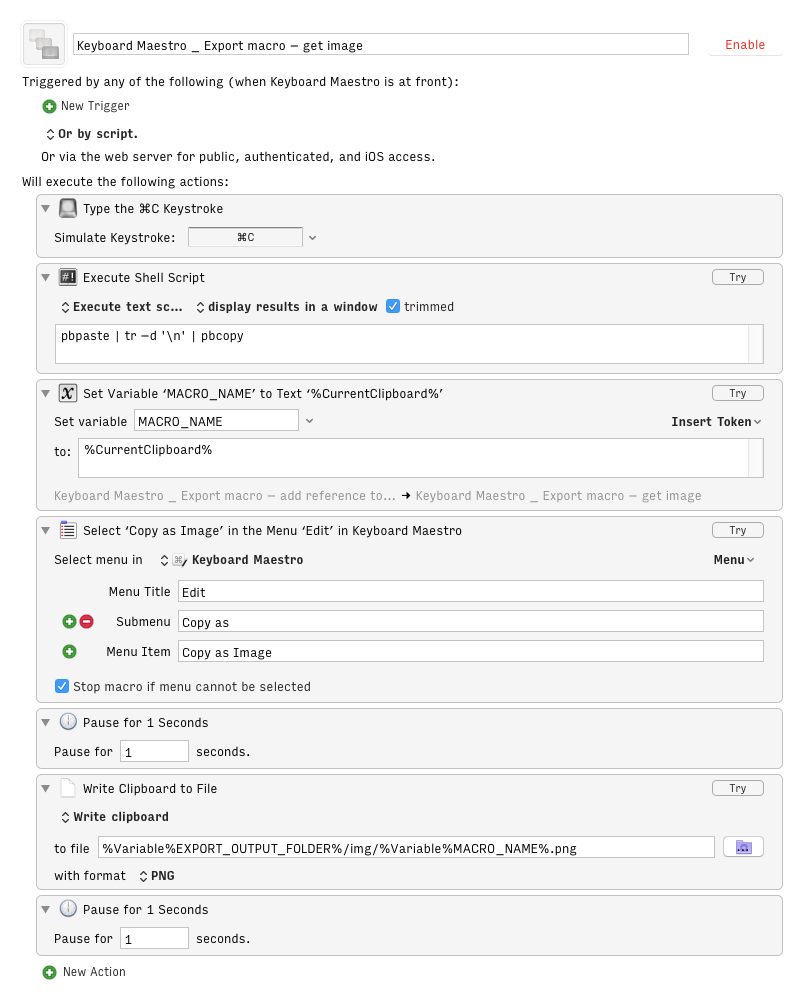 Keyboard Maestro _ Export macro – get image
Enable
Triggered by any of the following (when Keyboard Maestro is at front):
New Trigger
Or by script.
Or via the web server for public, authenticated, and iOS access.
Will execute the following actions:
Type the ⌘C Keystroke
Simulate Keystroke: ⌘C
#! Execute Shell Script Try
Execute text sc... display results in a window trimmed
pbpaste | tr –d '\n' | pbcopy
x Set Variable ‘MACRO_NAME’ to Text ‘%CurrentClipboard%’ Try
Set variable MACRO_NAME Insert Token
to: %CurrentClipboard%
Keyboard Maestro _ Export macro – add reference to... ➜ Keyboard Maestro _ Export macro – get image
Select ‘Copy as Image’ in the Menu ‘Edit’ in Keyboard Maestro Try
Select menu in Keyboard Maestro Menu
Menu Title Edit
Submenu Copy as
Menu Item Copy as Image
Stop macro if menu cannot be selected
Pause for 1 Seconds
Pause for 1 seconds.
Write Clipboard to File Try
Write clipboard
to file %Variable%EXPORT_OUTPUT_FOLDER%/img/%Variable%MACRO_NAME%.png
with format PNG
Pause for 1 Seconds
Pause for 1 seconds.
New Action